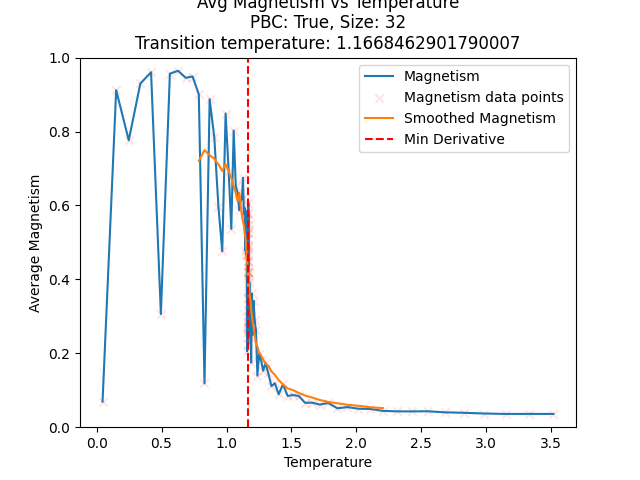 Avg Magnetism vs Temperature
PBC: True, Size: 32
Transition temperature: 1.1668462901790007
Magnetism
Magnetism data points
Smoothed Magnetism
Min Derivative
Average Magnetism
1.0
0.8
0.6
0.4
0.2
0.0
0.0 0.5 1.0 1.5 2.0 2.5 3.0 3.5
Temperature